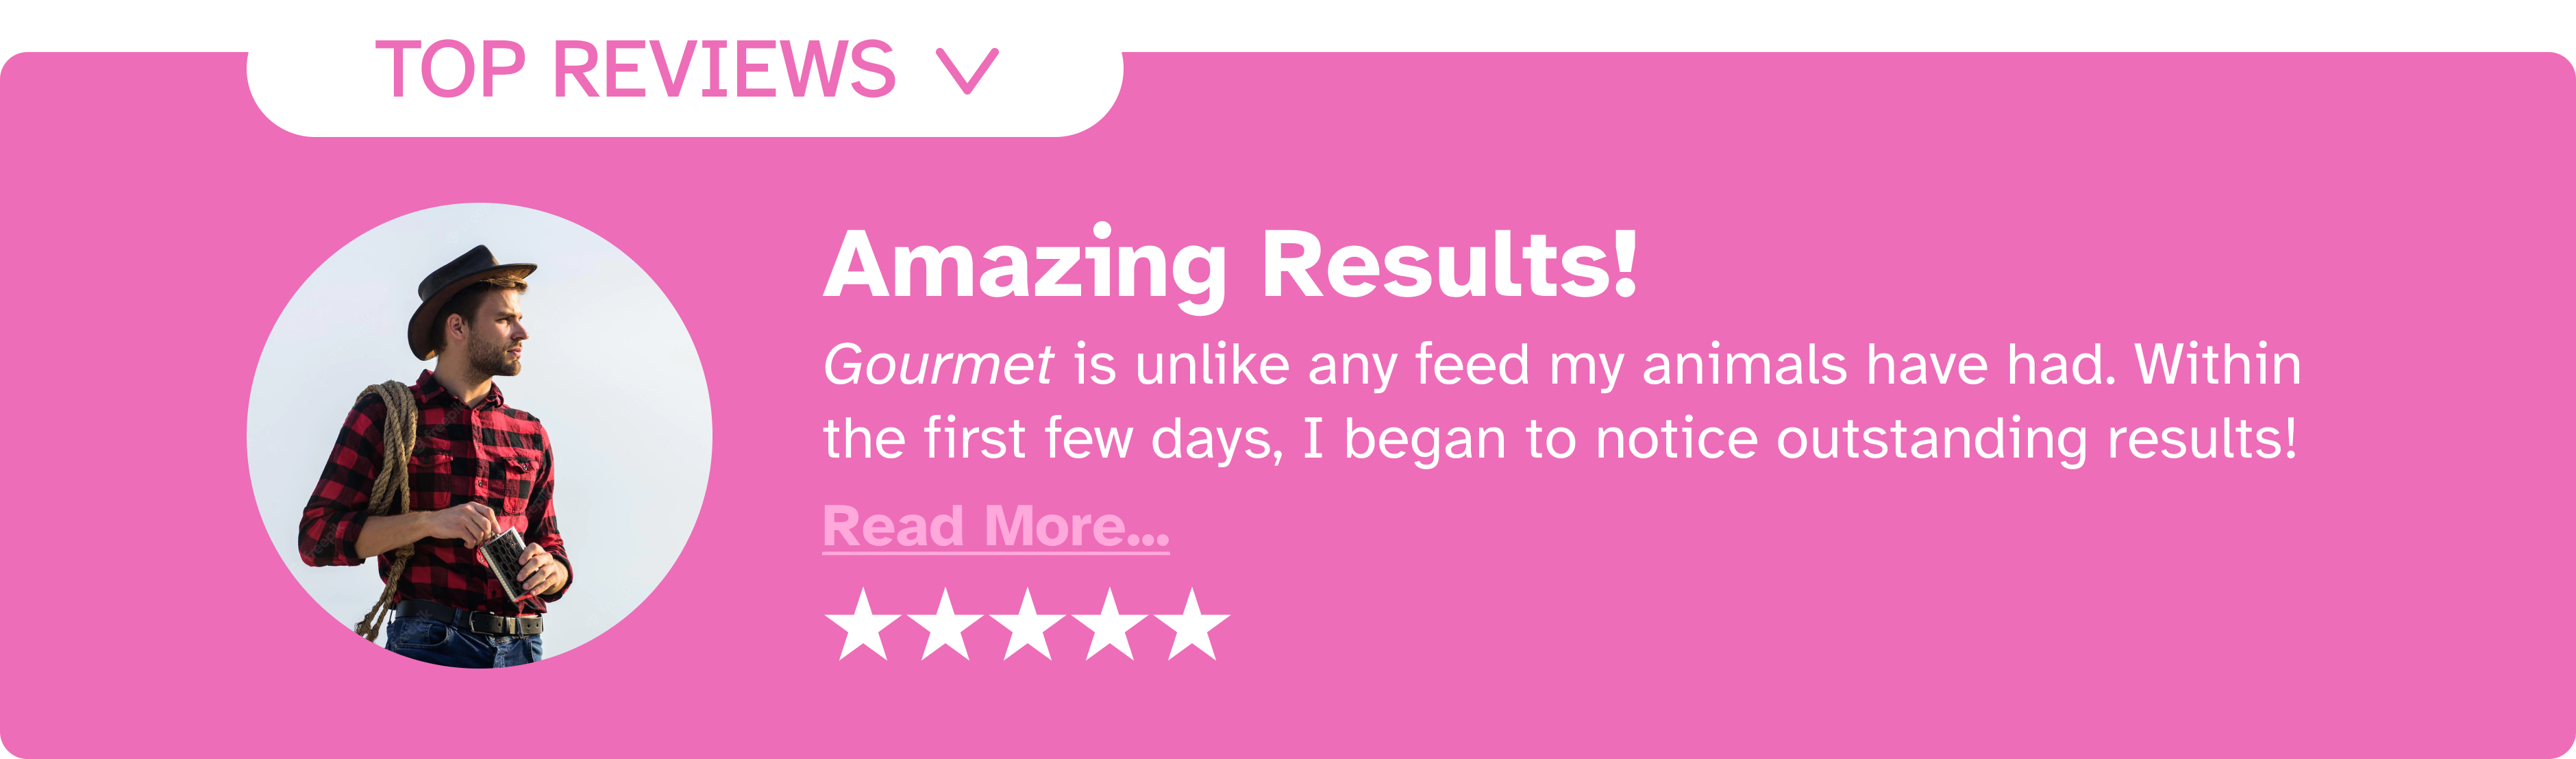 TOP REVIEWS
Amazing Results!
Gourmet is unlike any feed my animals have had. Within
the first few days, I began to notice outstanding results!
Read More...